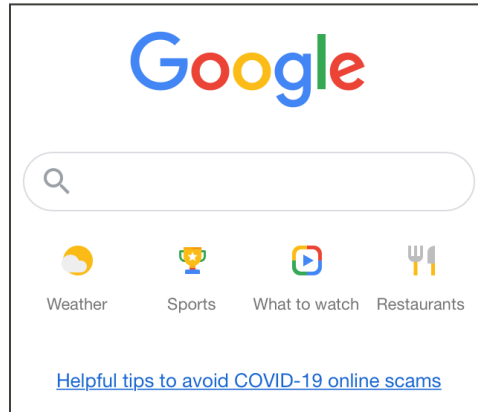 Google
Weather Sports What to watch Restaurants
Helpful tips to avoid COVID-19 online scams